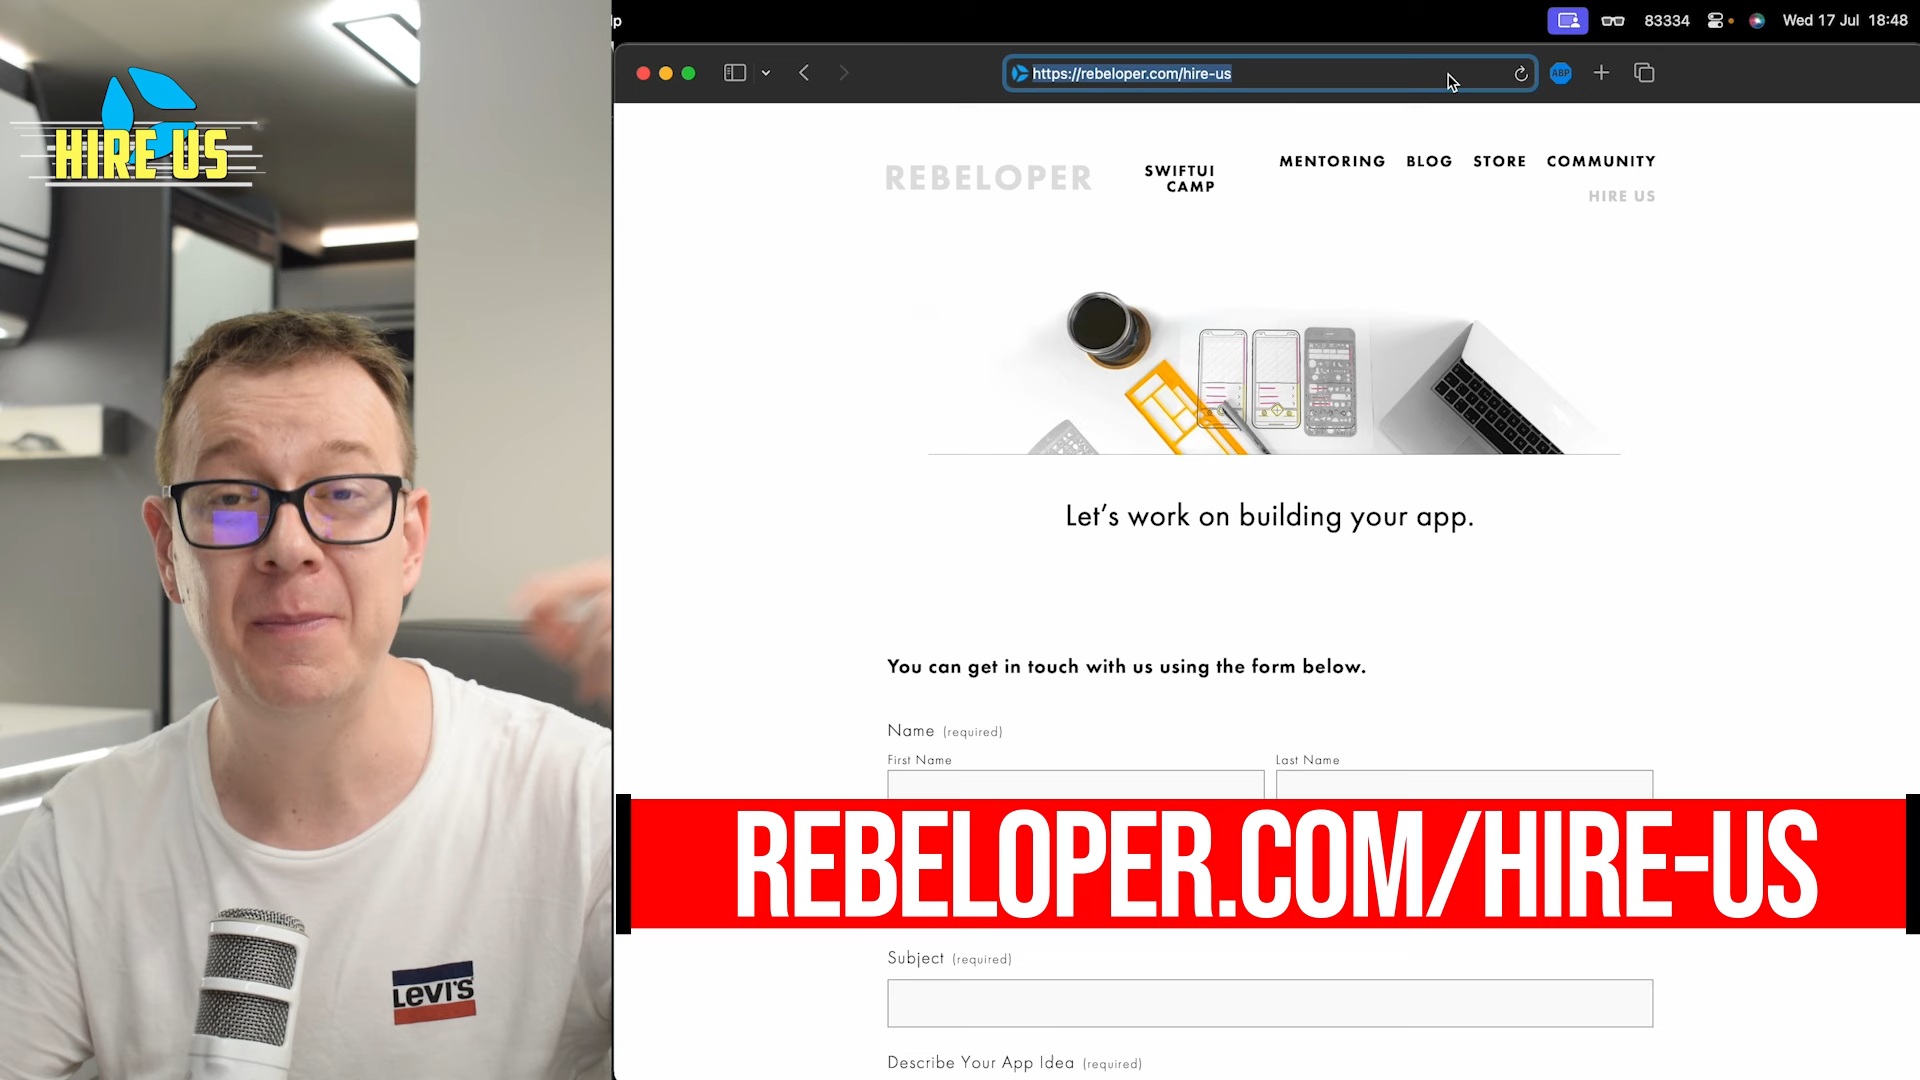 lp
83334
Wed 17 Jul 18:48
https://rebeloper.com/hire-us
ABP
HIRE US
REBELOPER
SWIFTUI
CAMP
MENTORING BLOG STORE COMMUNITY
HIRE US
Let's work on building your app.
You can get in touch with us using the form below.
Name (required)
First Name
Last Name
REBELOPER.COM/HIRE-US
Subject (required)
Describe Your App Idea (required)
LEVI'S